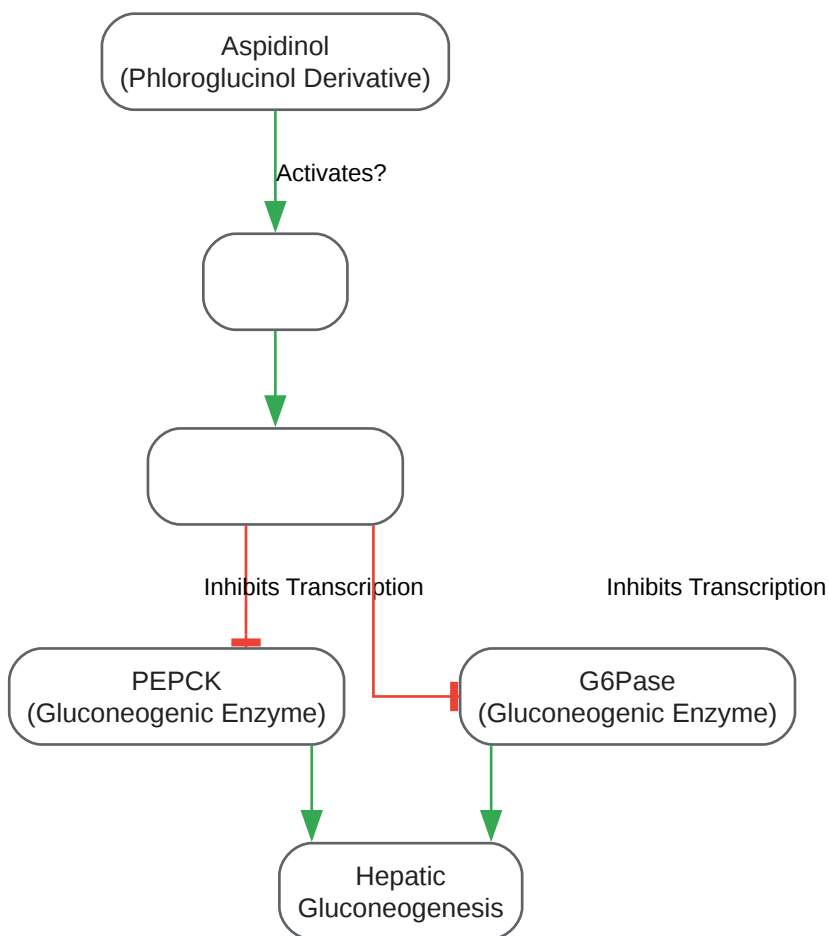 Aspidinol
(Phloroglucinol Derivative)
Activates?
Inhibits Transcription
Inhibits Transcription
PEPCK
(Gluconeogenic Enzyme)
G6Pase
(Gluconeogenic Enzyme)
Hepatic
Gluconeogenesis